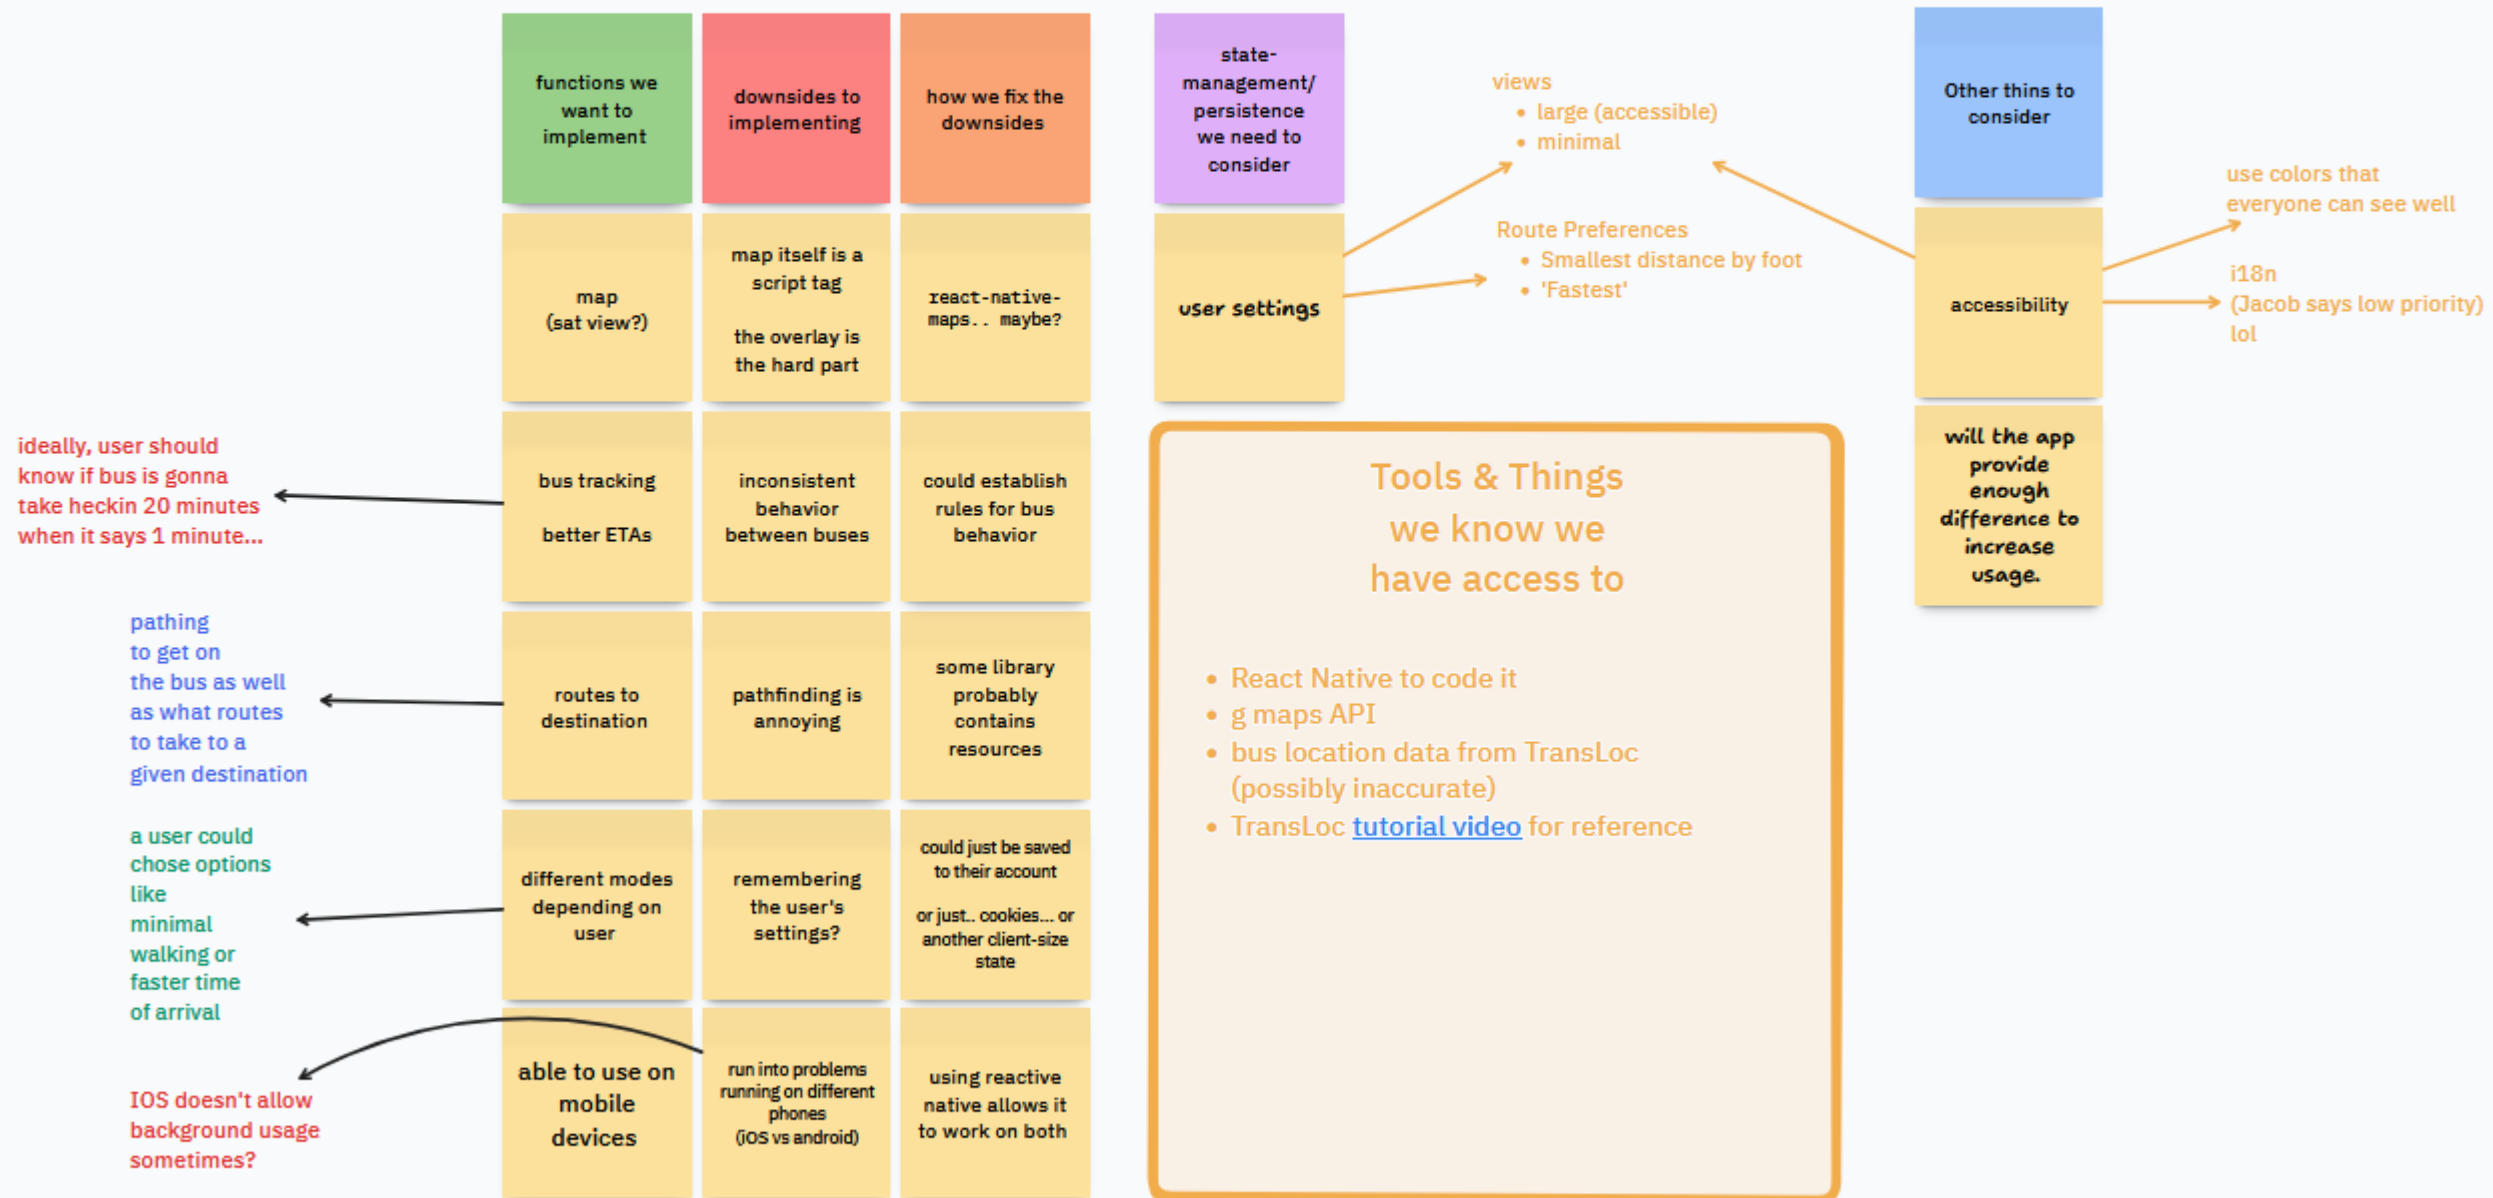 functions we
want to
implement
downsides to
implementing
how we fix the
downsides
map
(sat view?)
map itself is a
script tag
the overlay is
the hard part
react-native-
maps.. maybe?
ideally, user should
know if bus is gonna
take heckin 20 minutes
when it says 1 minute...
bus tracking
better ETAs
inconsistent
behavior
between buses
could establish
rules for bus
behavior
pathing
to get on
the bus as well
as what routes
to take to a
given destination
routes to
destination
pathfinding is
annoying
some library
probably
contains
resources
a user could
chose options
like
minimal
walking or
faster time
of arrival
different modes
depending on
user
remembering
the user's
settings?
could just be saved
to their account
or just.. cookies... or
another client-size
state
IOS doesn't allow
background usage
sometimes?
able to use on
mobile
devices
run into problems
running on different
phones
(iOS vs android)
using reactive
native allows it
to work on both
state-
management/
persistence
we need to
consider
user settings
views
• large (accessible)
• minimal
Route Preferences
• Smallest distance by foot
• 'Fastest'
Tools & Things
we know we
have access to
• React Native to code it
• g maps API
• bus location data from TransLoc
(possibly inaccurate)
• TransLoc tutorial video for reference
Other thins to
consider
accessibility
use colors that
everyone can see well
i18n
(Jacob says low priority)
lol
will the app
provide
enough
difference to
increase
usage.